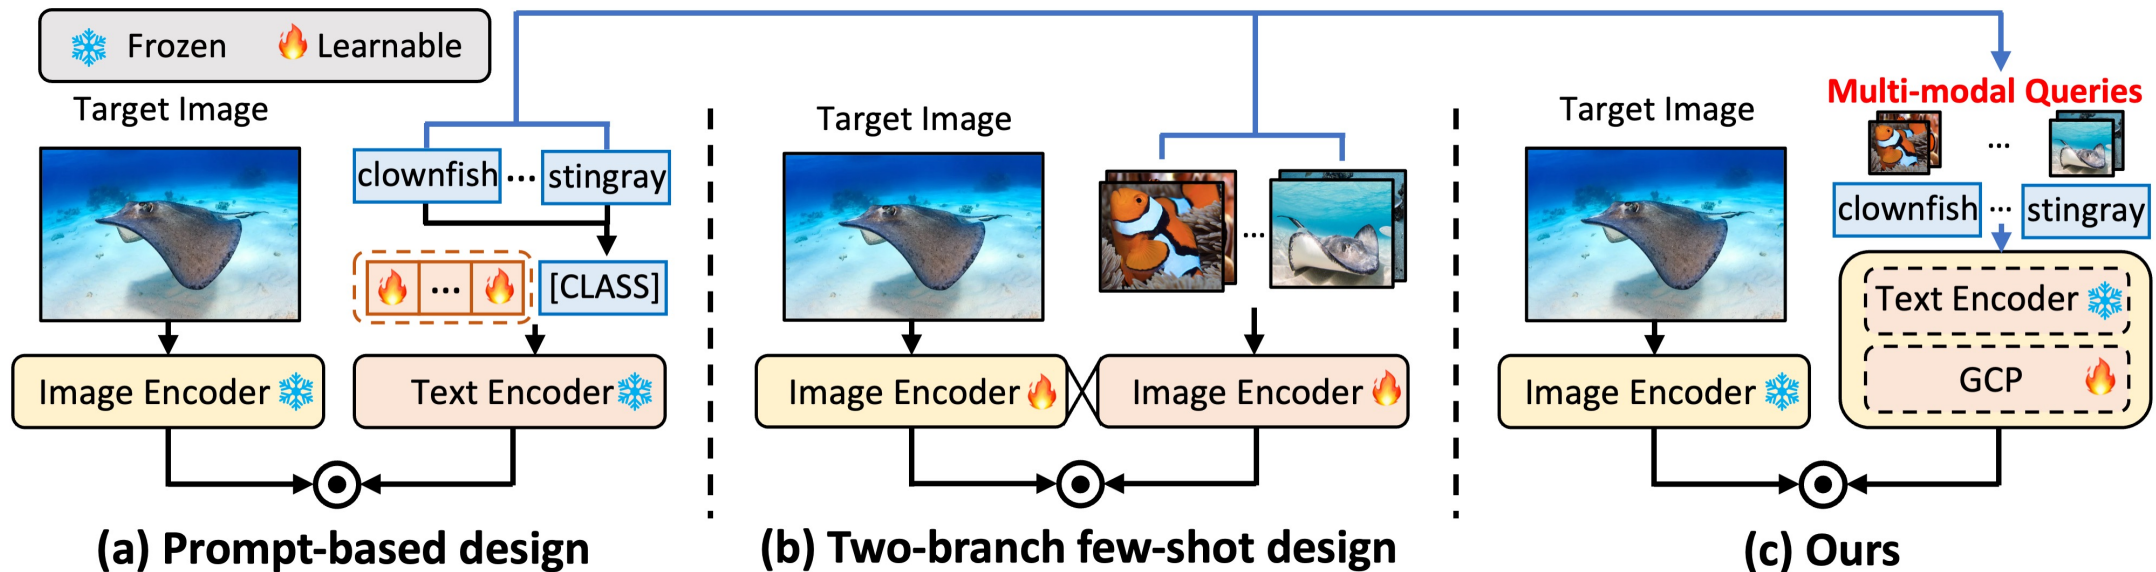 Frozen Learnable
Target Image
clownfish ... stingray
... [CLASS]
Image Encoder Text Encoder
(a) Prompt-based design
Target Image
...
Image Encoder Image Encoder
(b) Two-branch few-shot design
Target Image
Multi-modal Queries
...
clownfish ... stingray
Text Encoder
GCP
Image Encoder
(c) Ours